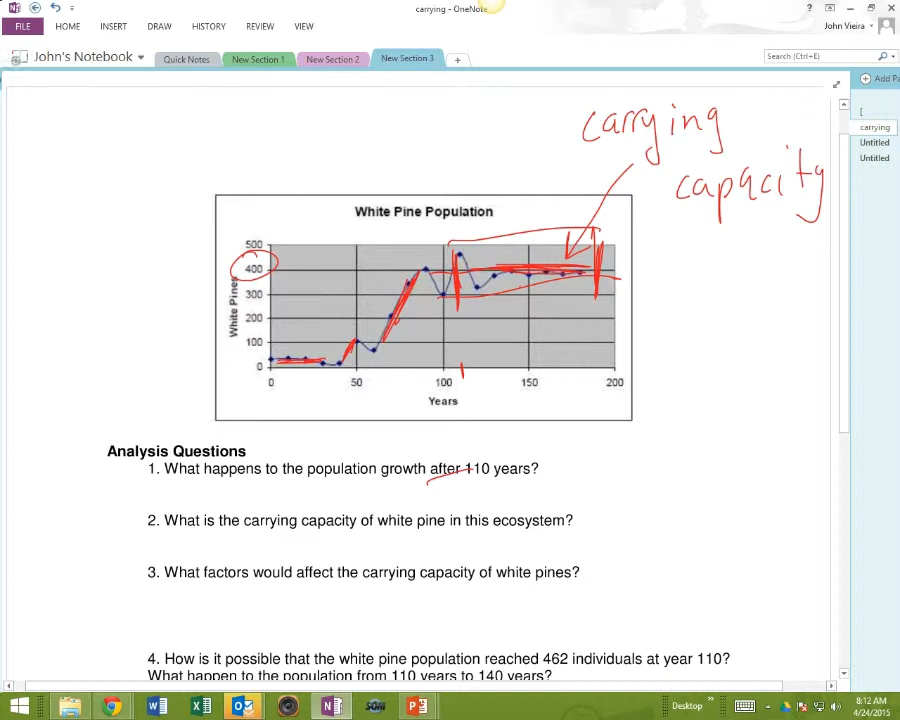 carrying - OneNote
?
FILE HOME INSERT DRAW HISTORY REVIEW VIEW
John Vieira
John's Notebook Quick Notes New Section 1 New Section 2 New Section 3 +
Search (Ctrl+E)
Add Pa
[
carrying
Untitled
Untitled
carrying
capacity
White Pine Population
White Pines
500
400
300
200
100
0
0 50 100 150 200
Years
Analysis Questions
1. What happens to the population growth after 110 years?
2. What is the carrying capacity of white pine in this ecosystem?
3. What factors would affect the carrying capacity of white pines?
4. How is it possible that the white pine population reached 462 individuals at year 110?
What happen to the population from 110 years to 140 years?
SGM
Desktop
8:12 AM
4/24/2015